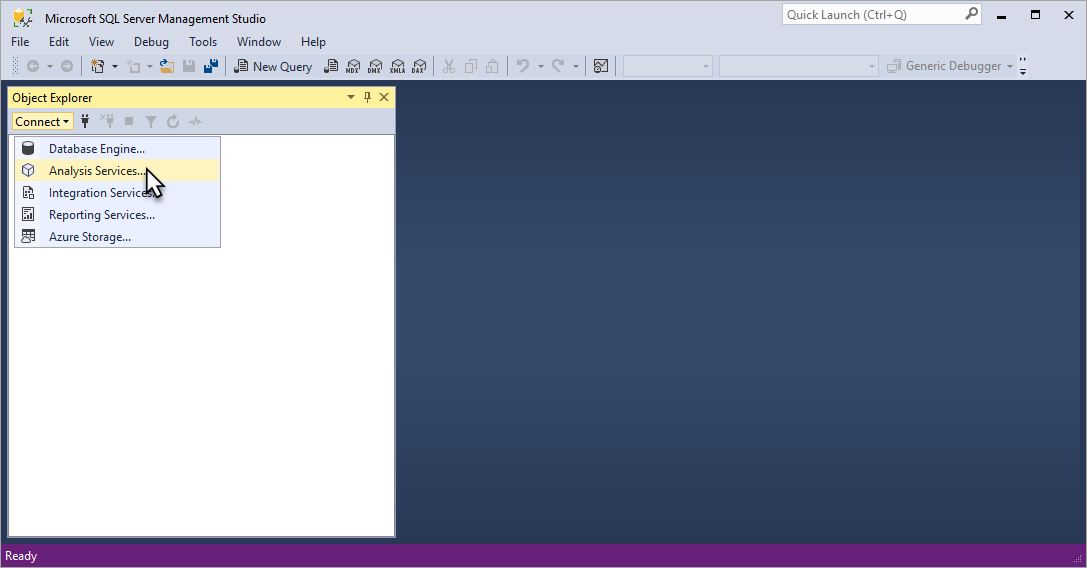 Microsoft SQL Server Management Studio
Quick Launch (Ctrl+Q)
File Edit View Debug Tools Window Help
New Query MDX DMX XMLA DAX Generic Debugger
Object Explorer
Connect
Database Engine...
Analysis Services...
Integration Services...
Reporting Services...
Azure Storage...
Ready